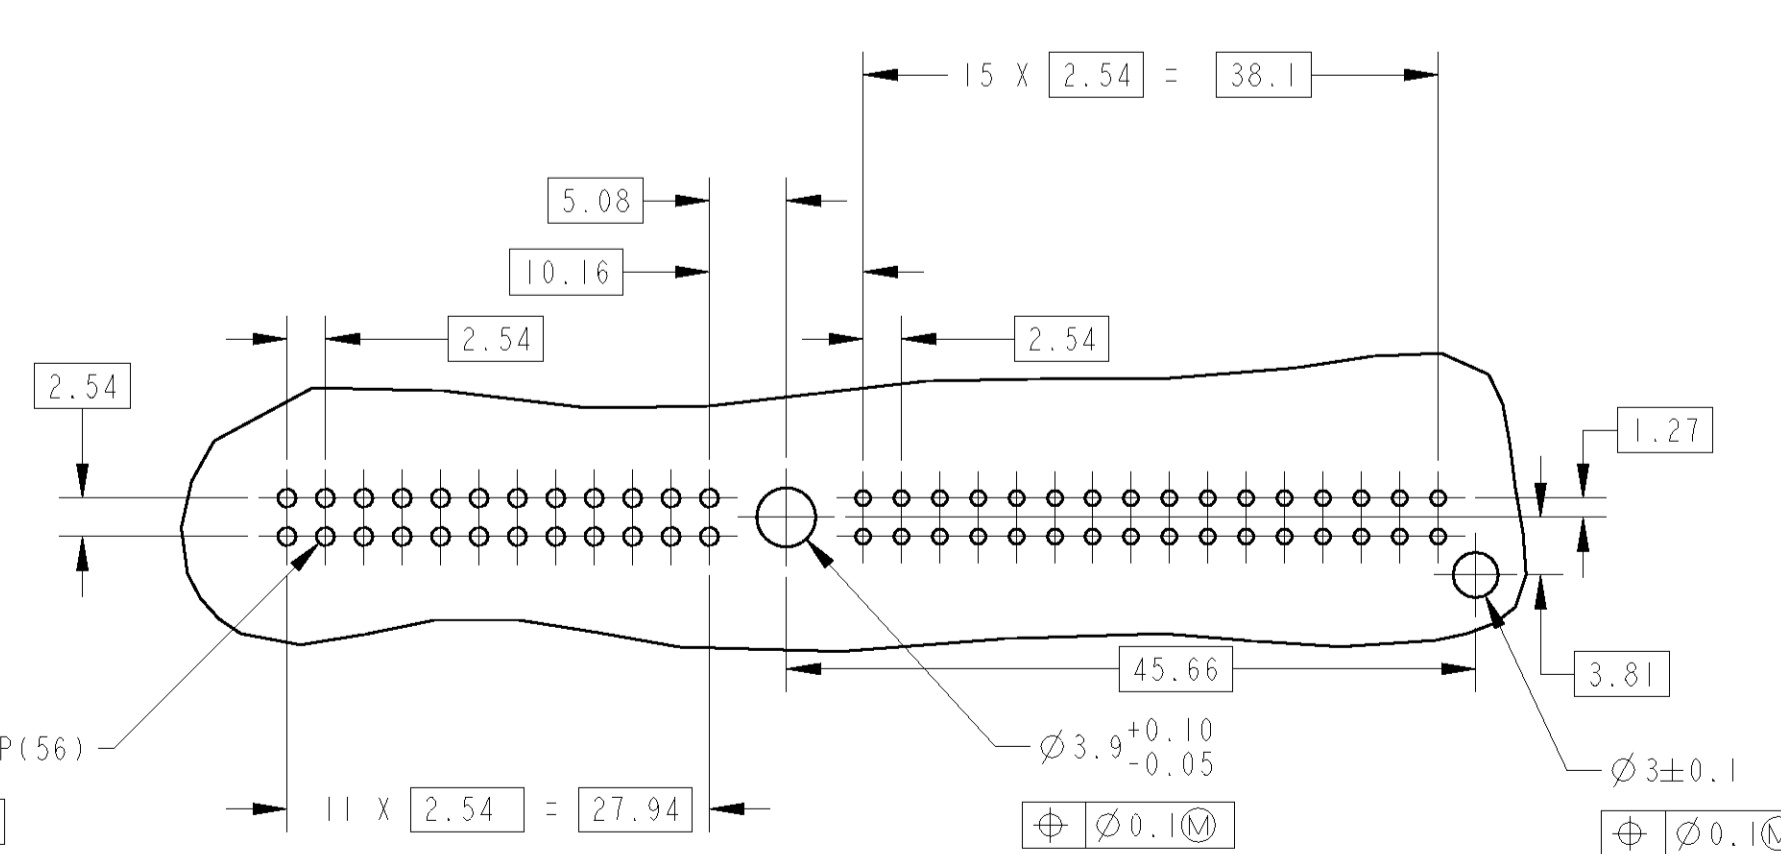 15 X 2.54 = 38.1
5.08
10.16
2.54
2.54
2.54
1.27
45.66
3.81
P(56)
Ø3.9 +0.10 -0.05
Ø3±0.1
11 X 2.54 = 27.94
⌖ Ø0.1Ⓜ
⌖ Ø0.1Ⓜ